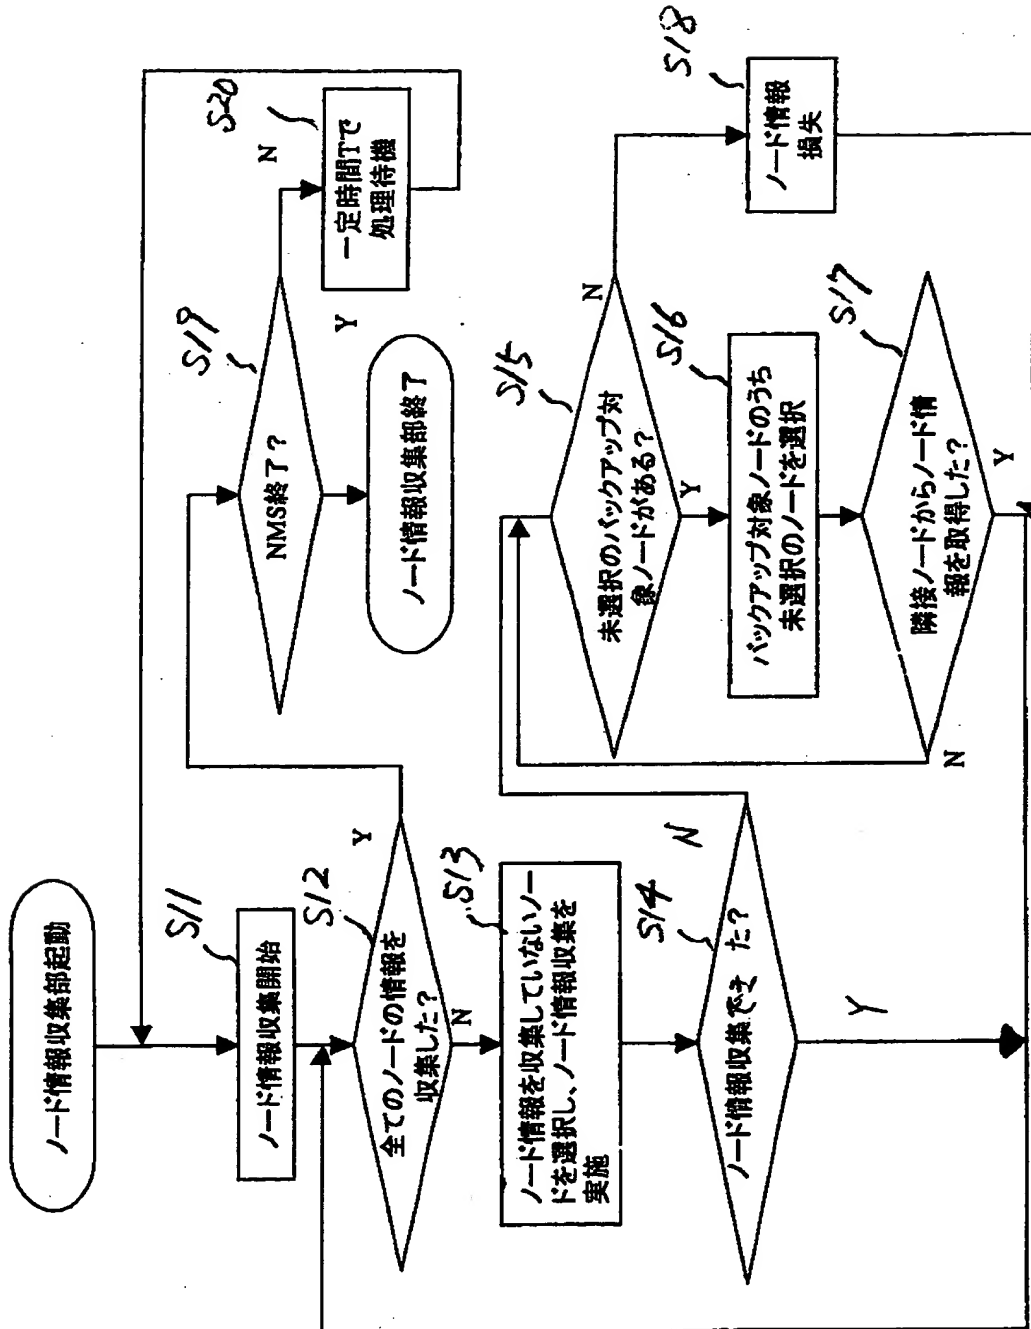 ノード情報収集部起動
S11
ノード情報収集開始
S12
全てのノードの情報を
収集した?
Y
N
S13
ノード情報を収集していないノー
ドを選択し、ノード情報収集を
実施
S14
ノード情報収集できた?
N
Y
S19
NMS終了?
N
Y
S20
一定時間Tで
処理待機
ノード情報収集部終了
S15
未選択のバックアップ対
象ノードがある?
N
Y
S16
バックアップ対象ノードのうち
未選択のノードを選択
S17
隣接ノードからノード情
報を取得した?
N
Y
S18
ノード情報
損失